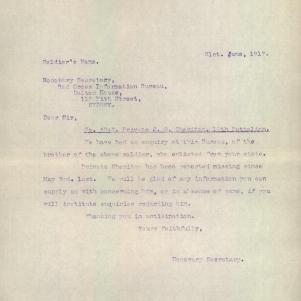 21st. June, 1917.
Soldier's Name.
Honorary Secretary,
Red Cross Information Bureau,
Dalton House,
115 Pitt Street,
SYDNEY.
Dear Sir,
No. Private J. 
We have had an enquiry at this Bureau, of the
brother of the above soldier, who enlisted from your state.
Private has been reported missing since
May 3rd. last. We will be glad of any information you can
supply us with concerning him, or in absence of same, if you
will institute enquiries regarding him.
Thanking you in anticipation.
Yours faithfully,
Honorary Secretary.